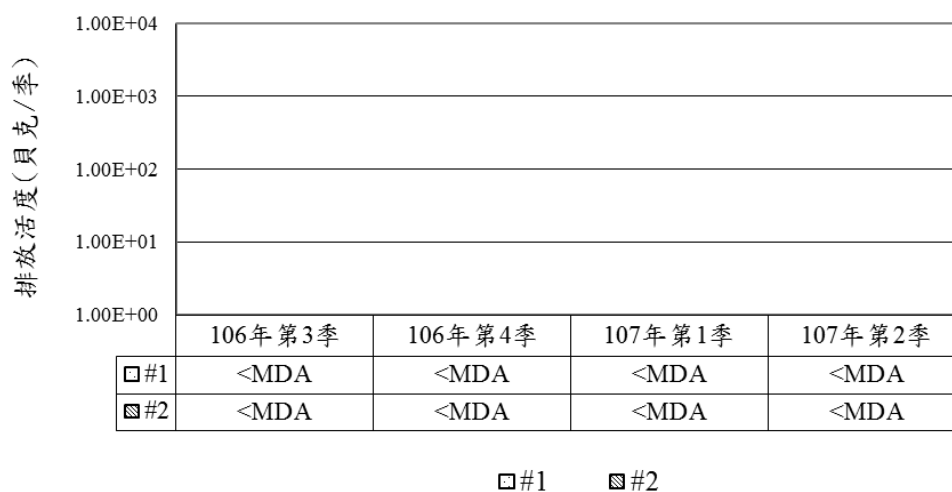 排放活度(貝克/季)
1.00E+04
1.00E+03
1.00E+02
1.00E+01
1.00E+00
106年第3季 106年第4季 107年第1季 107年第2季
#1 <MDA <MDA <MDA <MDA
#2 <MDA <MDA <MDA <MDA
#1 #2